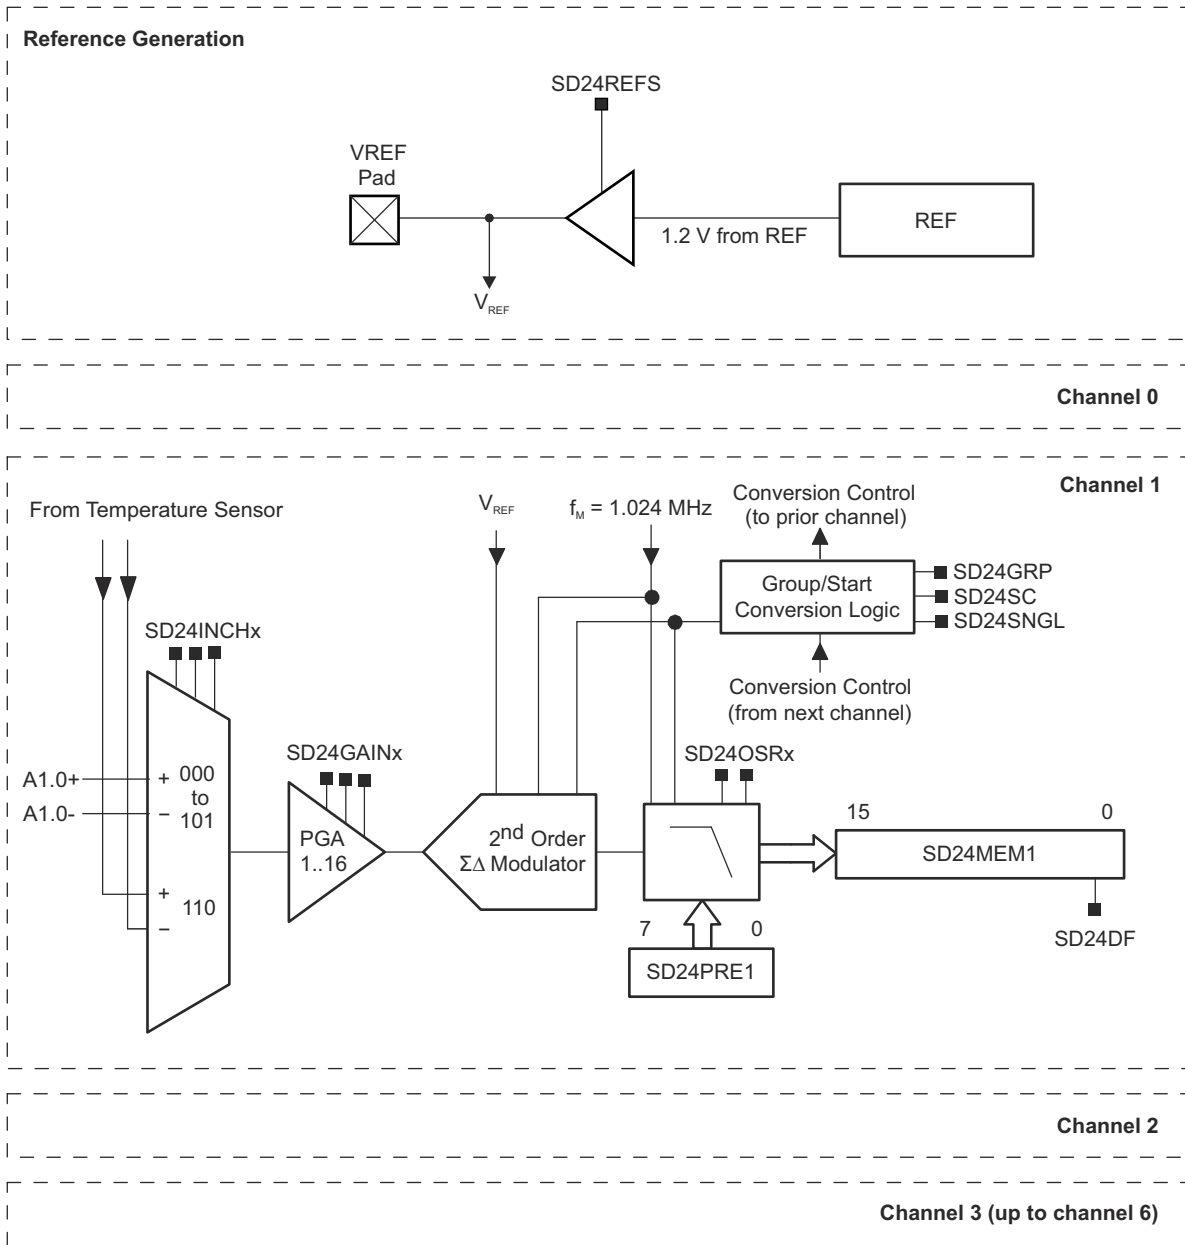 Reference Generation
SD24REFS
VREF
Pad
REF
1.2 V from REF
VREF
Channel 0
Channel 1
From Temperature Sensor
VREF
fM = 1.024 MHz
Conversion Control
(to prior channel)
Group/Start
Conversion Logic
SD24GRP
SD24SC
SD24SNGL
Conversion Control
(from next channel)
SD24INCHx
SD24GAINx
SD24OSRx
A1.0+
A1.0-
+ 000
to
− 101
+
110
−
PGA
1..16
2nd Order
ΣΔ Modulator
15 0
SD24MEM1
SD24DF
7 0
SD24PRE1
Channel 2
Channel 3 (up to channel 6)